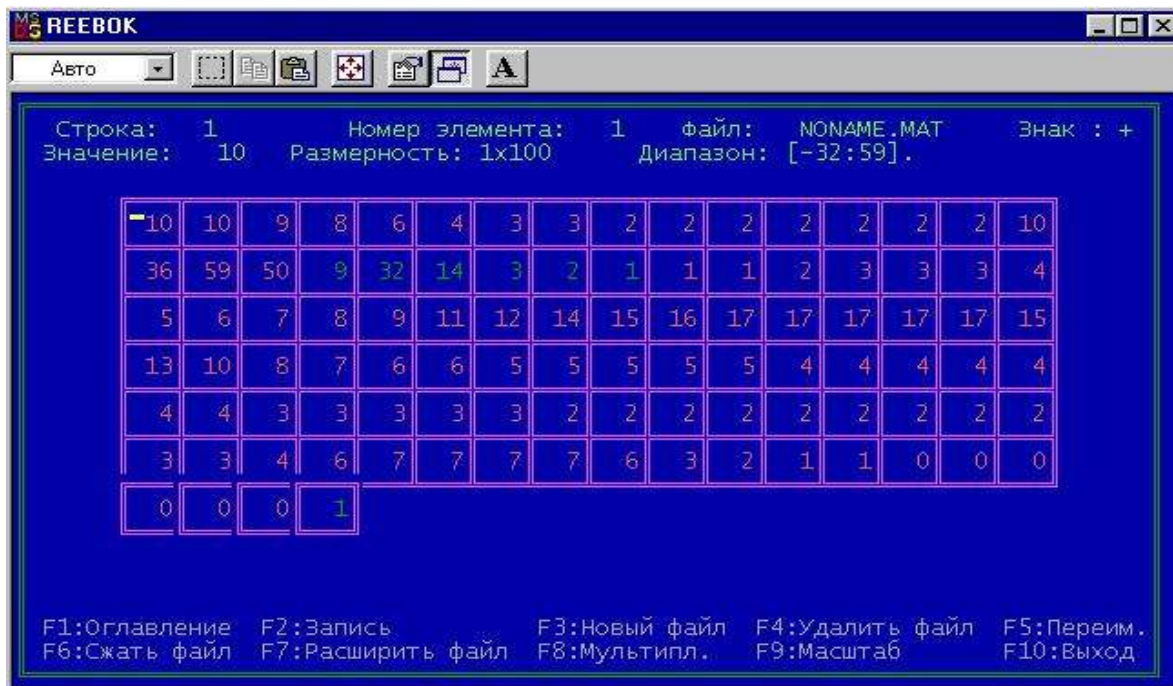 REEBOK
Авто A
Строка: 1 Номер элемента: 1 Файл: NONAME.MAT Знак : +
Значение: 10 Размерность: 1x100 Диапазон: [-32:59].
10 10 9 8 6 4 3 3 2 2 2 2 2 2 2 10
36 59 50 9 32 14 3 2 1 1 1 2 3 3 3 4
5 6 7 8 9 11 12 14 15 16 17 17 17 17 17 15
13 10 8 7 6 6 5 5 5 5 5 4 4 4 4 4
4 4 3 3 3 3 3 2 2 2 2 2 2 2 2 2
3 3 4 6 7 7 7 7 6 3 2 1 1 0 0 0
0 0 0 1
F1:Оглавление F2:Запись F3:Новый файл F4:Удалить файл F5:Переим.
F6:Сжать файл F7:Расширить файл F8:Мультипл. F9:Масштаб F10:Выход